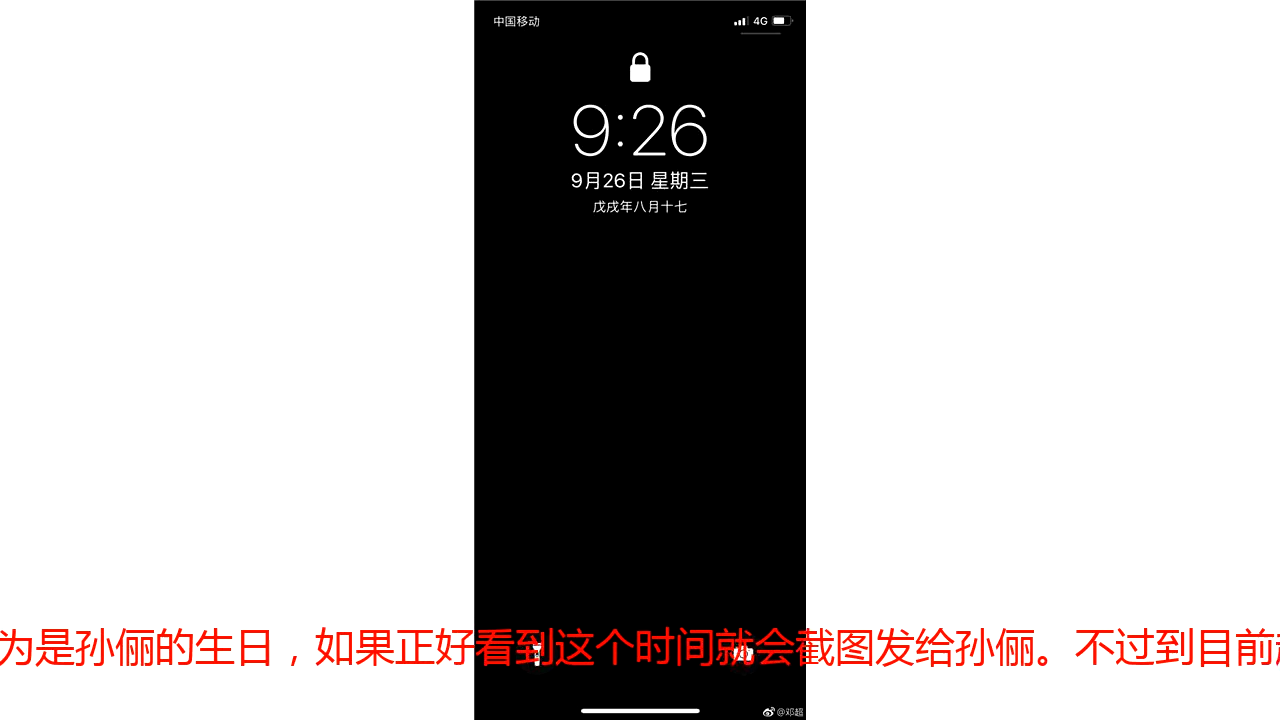 中国移动
4G
9:26
9月26日 星期三
戊戌年八月十七
为是孙俪的生日，如果正好看到这个时间就会截图发给孙俪。不过到目前
@邓超